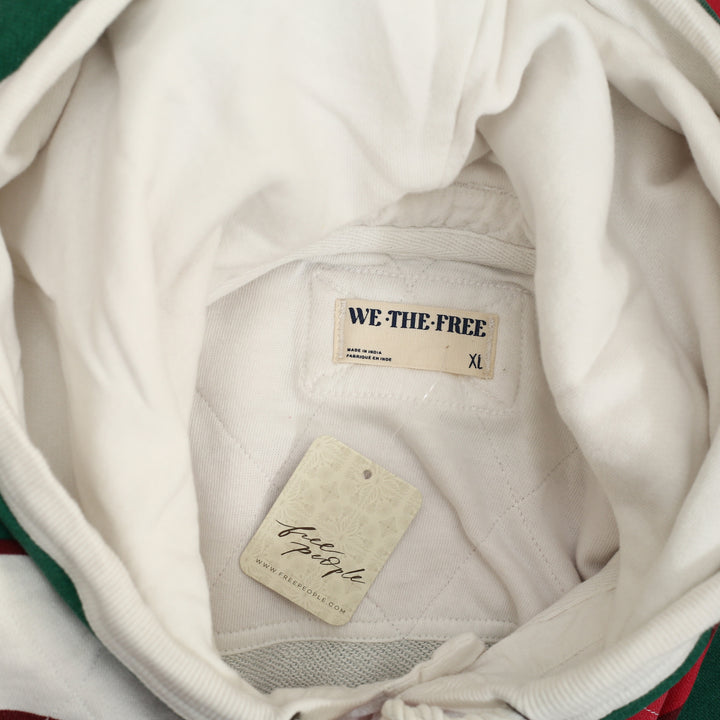 WE·THE·FREE
MADE IN INDIA
FABRIQUÉ EN INDE
XL
free
people
WWW.FREEPEOPLE.COM